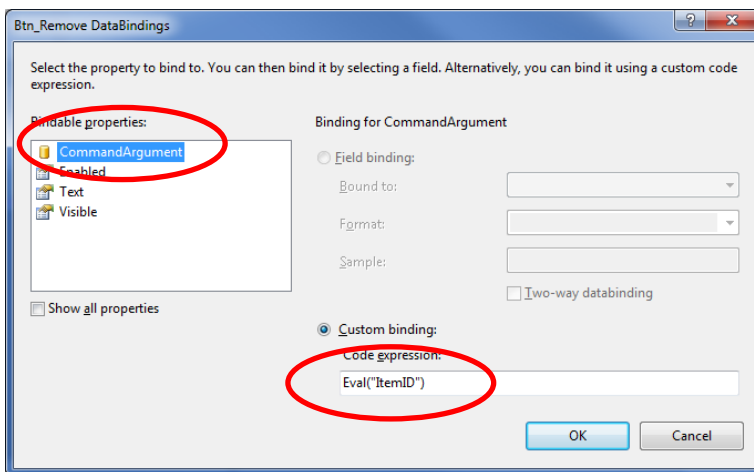 Btn_Remove DataBindings
Select the property to bind to. You can then bind it by selecting a field. Alternatively, you can bind it using a custom code
expression.
Bindable properties:
CommandArgument
Enabled
Text
Visible
Show all properties
Binding for CommandArgument
Field binding:
Bound to:
Format:
Sample:
Two-way databinding
Custom binding:
Code expression:
Eval("ItemID")
OK
Cancel